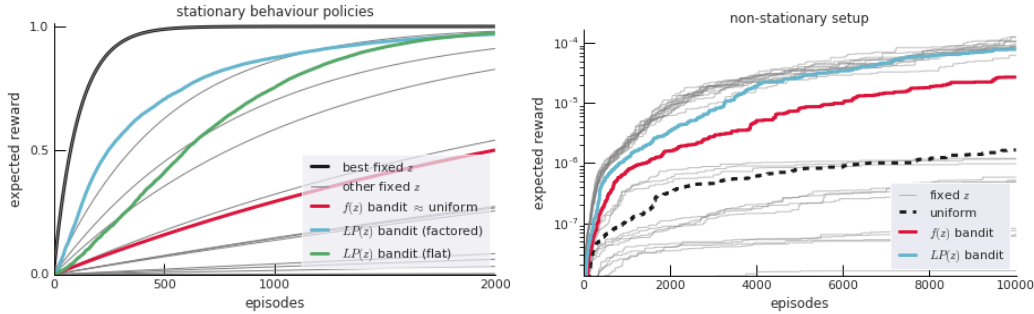 stationary behaviour policies
expected reward
1.0
0.5
0.0
0
500
1000
2000
episodes
best fixed z
other fixed z
f(z) bandit ≈ uniform
LP(z) bandit (factored)
LP(z) bandit (flat)
non-stationary setup
expected reward
10⁻⁴
10⁻⁵
10⁻⁶
10⁻⁷
0
2000
4000
6000
8000
10000
episodes
fixed z
uniform
f(z) bandit
LP(z) bandit